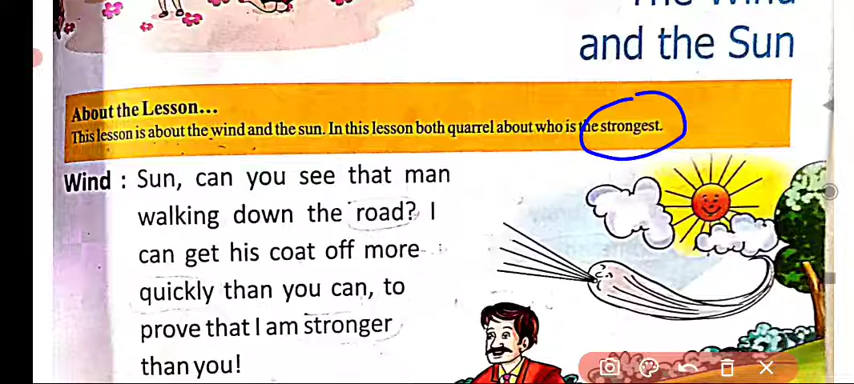 The Wind
and the Sun
About the Lesson...
This lesson is about the wind and the sun. In this lesson both quarrel about who is the strongest.
Wind : Sun, can you see that man
walking down the road? I
can get his coat off more
quickly than you can, to
prove that I am stronger
than you!